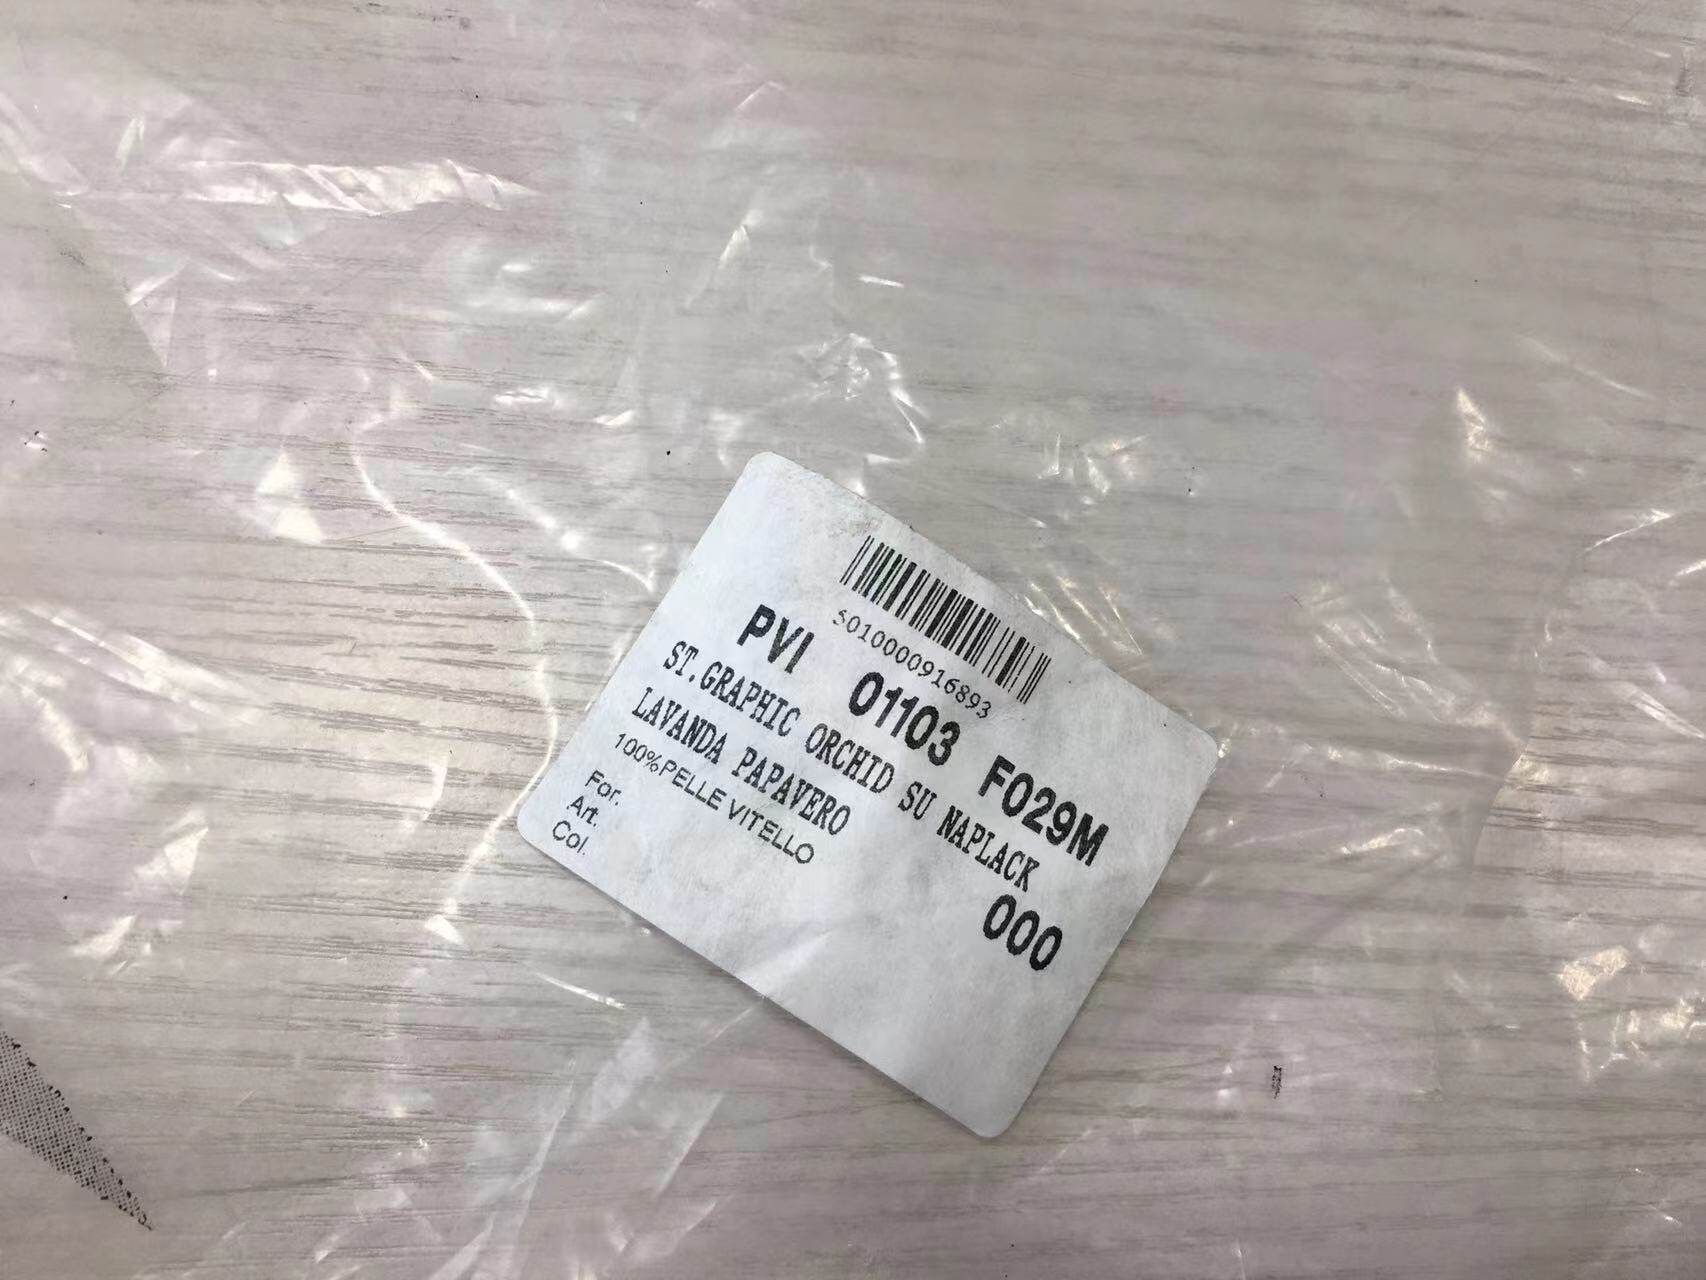 S010000916893
PVI 01103 F029M
ST.GRAPHIC ORCHID SU NAPLACK
LAVANDA PAPAVERO 000
100%PELLE VITELLO
For.
Art.
Col.